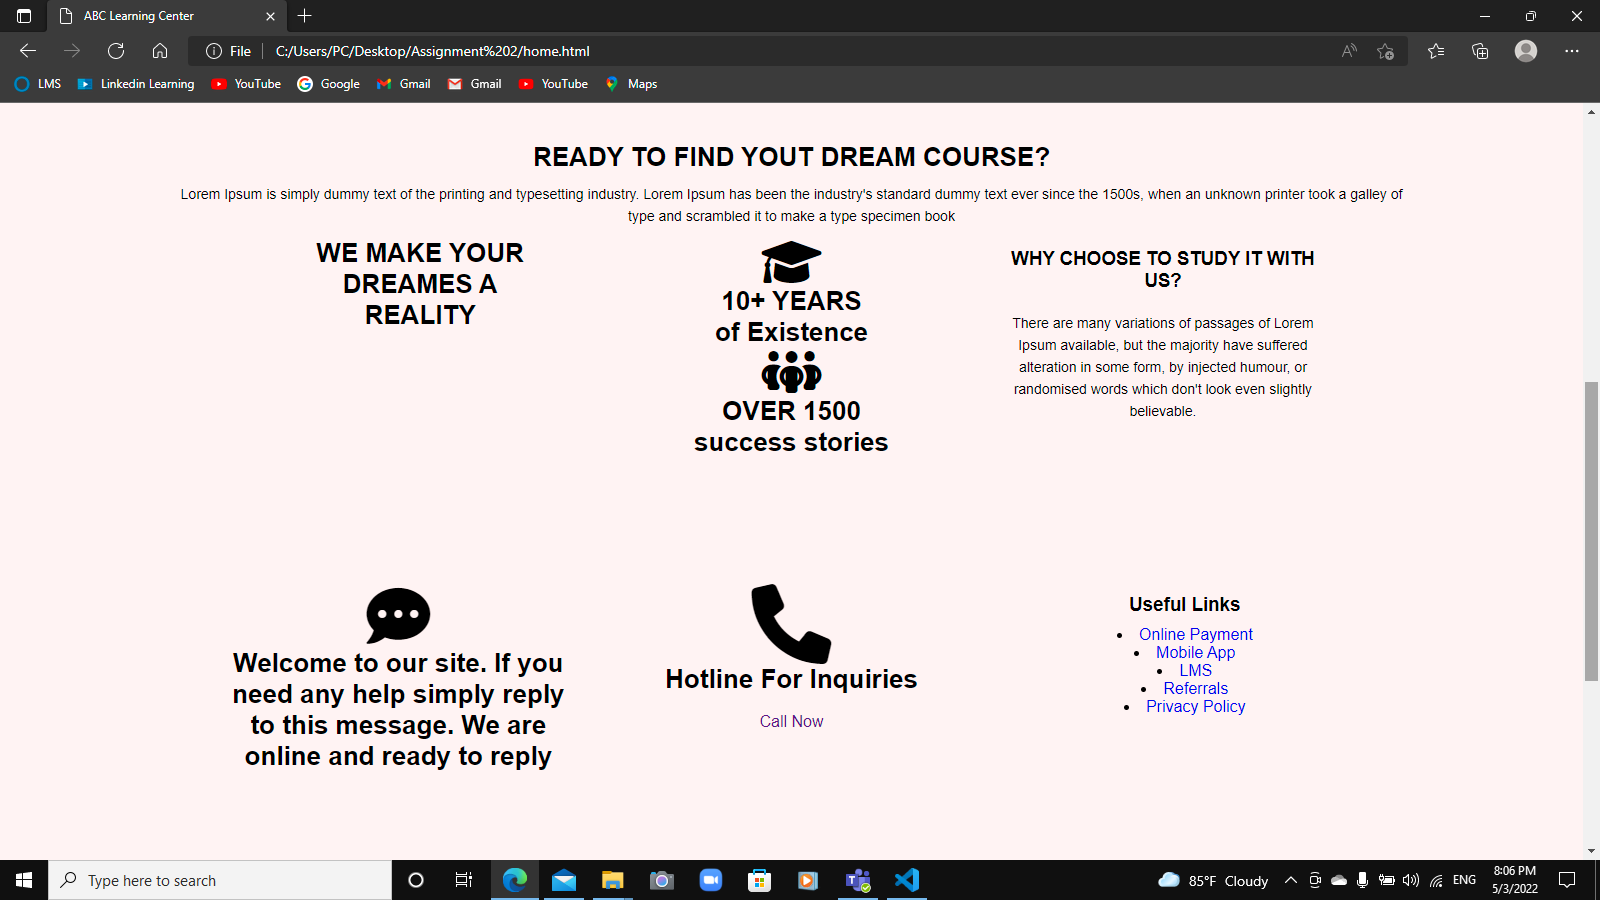 ABC Learning Center
File
C:/Users/PC/Desktop/Assignment%202/home.html
LMS
Linkedin Learning
YouTube
Google
Gmail
Gmail
YouTube
Maps
READY TO FIND YOUT DREAM COURSE?
Lorem Ipsum is simply dummy text of the printing and typesetting industry. Lorem Ipsum has been the industry's standard dummy text ever since the 1500s, when an unknown printer took a galley of
type and scrambled it to make a type specimen book
WE MAKE YOUR
DREAMES A
REALITY
10+ YEARS
of Existence
OVER 1500
success stories
WHY CHOOSE TO STUDY IT WITH
US?
There are many variations of passages of Lorem
Ipsum available, but the majority have suffered
alteration in some form, by injected humour, or
randomised words which don't look even slightly
believable.
Welcome to our site. If you
need any help simply reply
to this message. We are
online and ready to reply
Hotline For Inquiries
Call Now
Useful Links
Online Payment
Mobile App
LMS
Referrals
Privacy Policy
Type here to search
85°F Cloudy
ENG
8:06 PM
5/3/2022